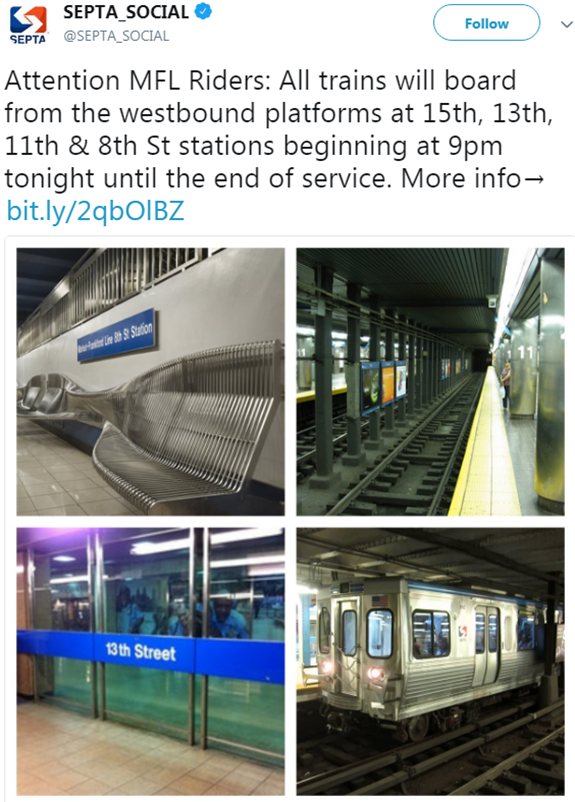 SEPTA_SOCIAL
SEPTA
@SEPTA_SOCIAL
Follow
Attention MFL Riders: All trains will board
from the westbound platforms at 15th, 13th,
11th & 8th St stations beginning at 9pm
tonight until the end of service. More info→
bit.ly/2qbOlBZ
Market-Frankford Line 8th St Station
11
13th Street